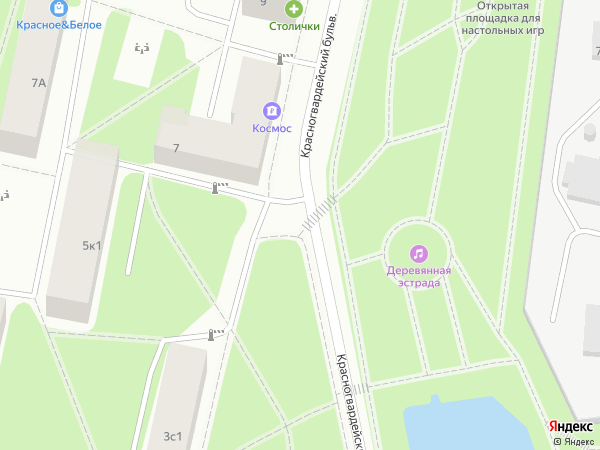 9
Столички
Красное&Белое
Открытая
площадка для
настольных игр
7А
Космос
7
Красногвардейский бульв.
5к1
Деревянная
эстрада
Красногвардейски
3с1
Яндекс
© Яндекс